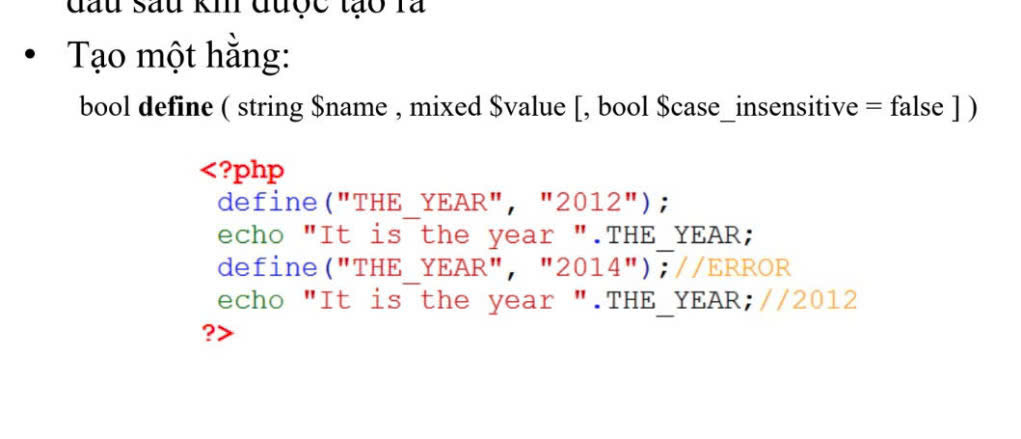 đầu sau khi được tạo ra
• Tạo một hằng:
bool define ( string $name , mixed $value [, bool $case_insensitive = false ] )
<?php
define("THE_YEAR", "2012");
echo "It is the year ".THE_YEAR;
define("THE_YEAR", "2014");//ERROR
echo "It is the year ".THE_YEAR;//2012
?>